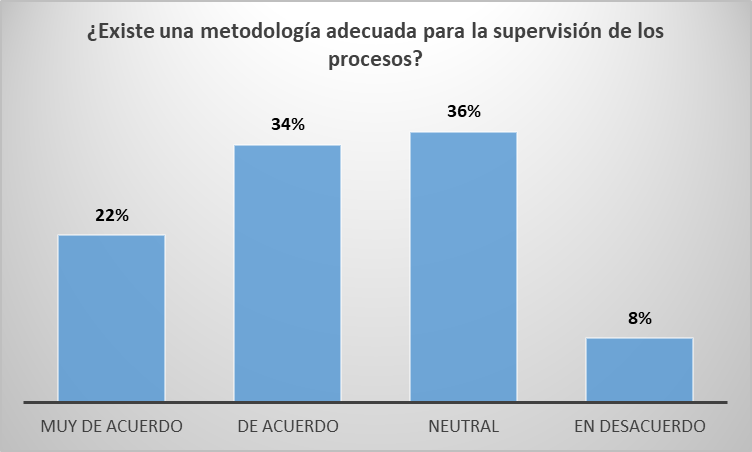 ¿Existe una metodología adecuada para la supervisión de los
procesos?
22%
34%
36%
8%
MUY DE ACUERDO
DE ACUERDO
NEUTRAL
EN DESACUERDO